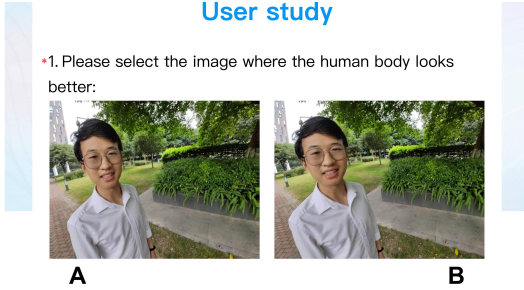 User study
*1. Please select the image where the human body looks
better:
A
B